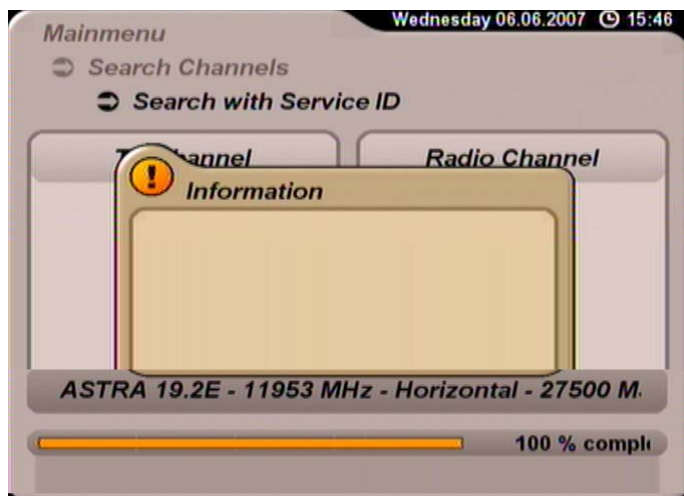 Wednesday 06.06.2007 15:46
Mainmenu
Search Channels
Search with Service ID
Radio Channel
Information
ASTRA 19.2E - 11953 MHz - Horizontal - 27500 M
100 % comple